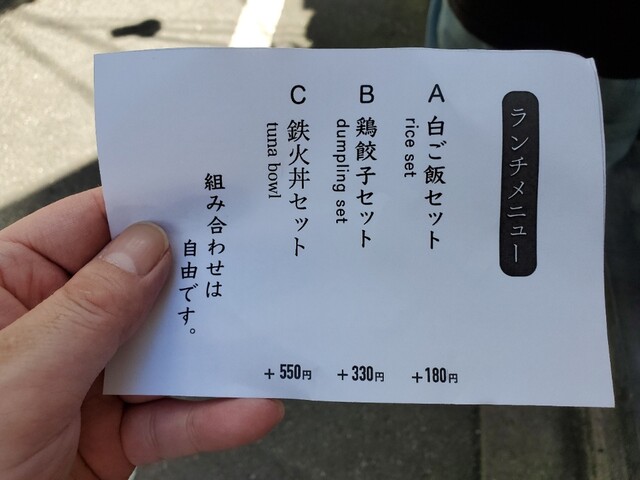 ランチメニュー
A 白ご飯セット
rice set
+180円
B 鶏餃子セット
dumpling set
+330円
C 鉄火丼セット
tuna bowl
+550円
組み合わせは
自由です。